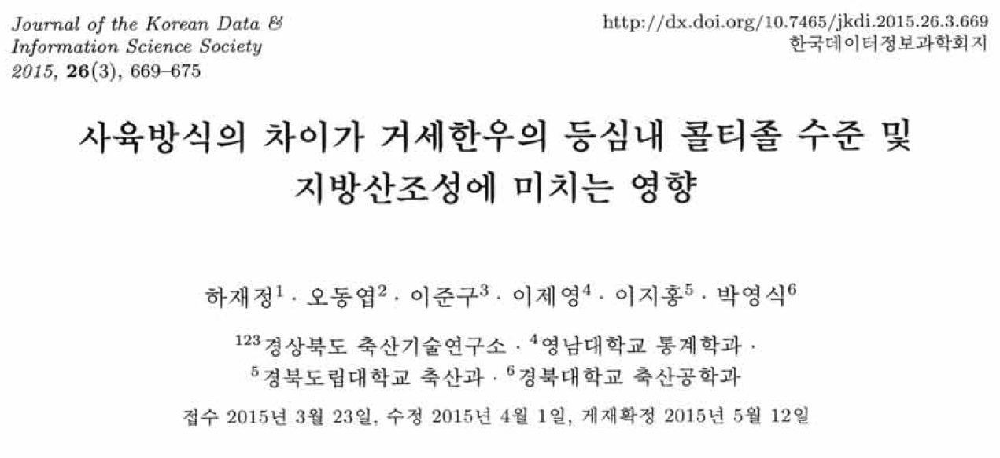 Journal of the Korean Data &
Information Science Society
2015, 26(3), 669–675
http://dx.doi.org/10.7465/jkdi.2015.26.3.669
한국데이터정보과학회지
사육방식의 차이가 거세한우의 등심내 콜티졸 수준 및
지방산조성에 미치는 영향
하재정¹ · 오동엽² · 이준구³ · 이제영⁴ · 이지홍⁵ · 박영식⁶
¹²³경상북도 축산기술연구소 · ⁴영남대학교 통계학과 ·
⁵경북도립대학교 축산과 · ⁶경북대학교 축산공학과
접수 2015년 3월 23일, 수정 2015년 4월 1일, 게재확정 2015년 5월 12일